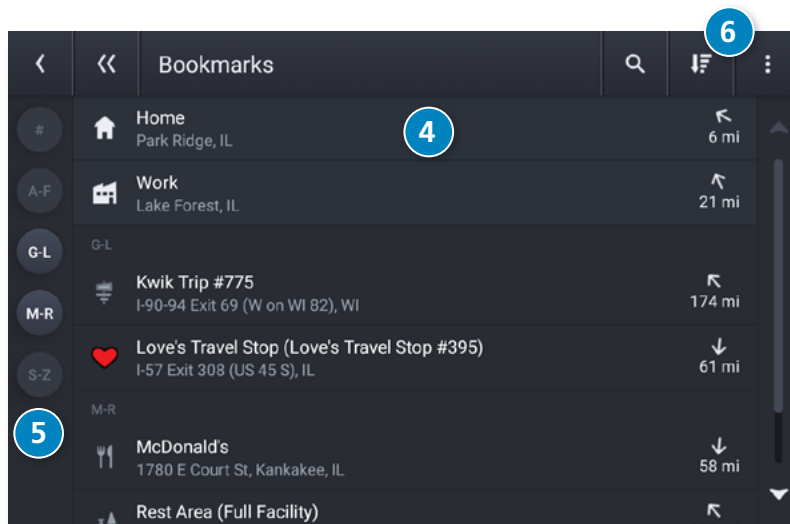 6
Bookmarks
#
Home
Park Ridge, IL
4
6 mi
A-F
Work
Lake Forest, IL
21 mi
G-L
G-L
Kwik Trip #775
I-90-94 Exit 69 (W on WI 82), WI
174 mi
M-R
Love's Travel Stop (Love's Travel Stop #395)
I-57 Exit 308 (US 45 S), IL
61 mi
S-Z
M-R
5
McDonald's
1780 E Court St, Kankakee, IL
58 mi
Rest Area (Full Facility)